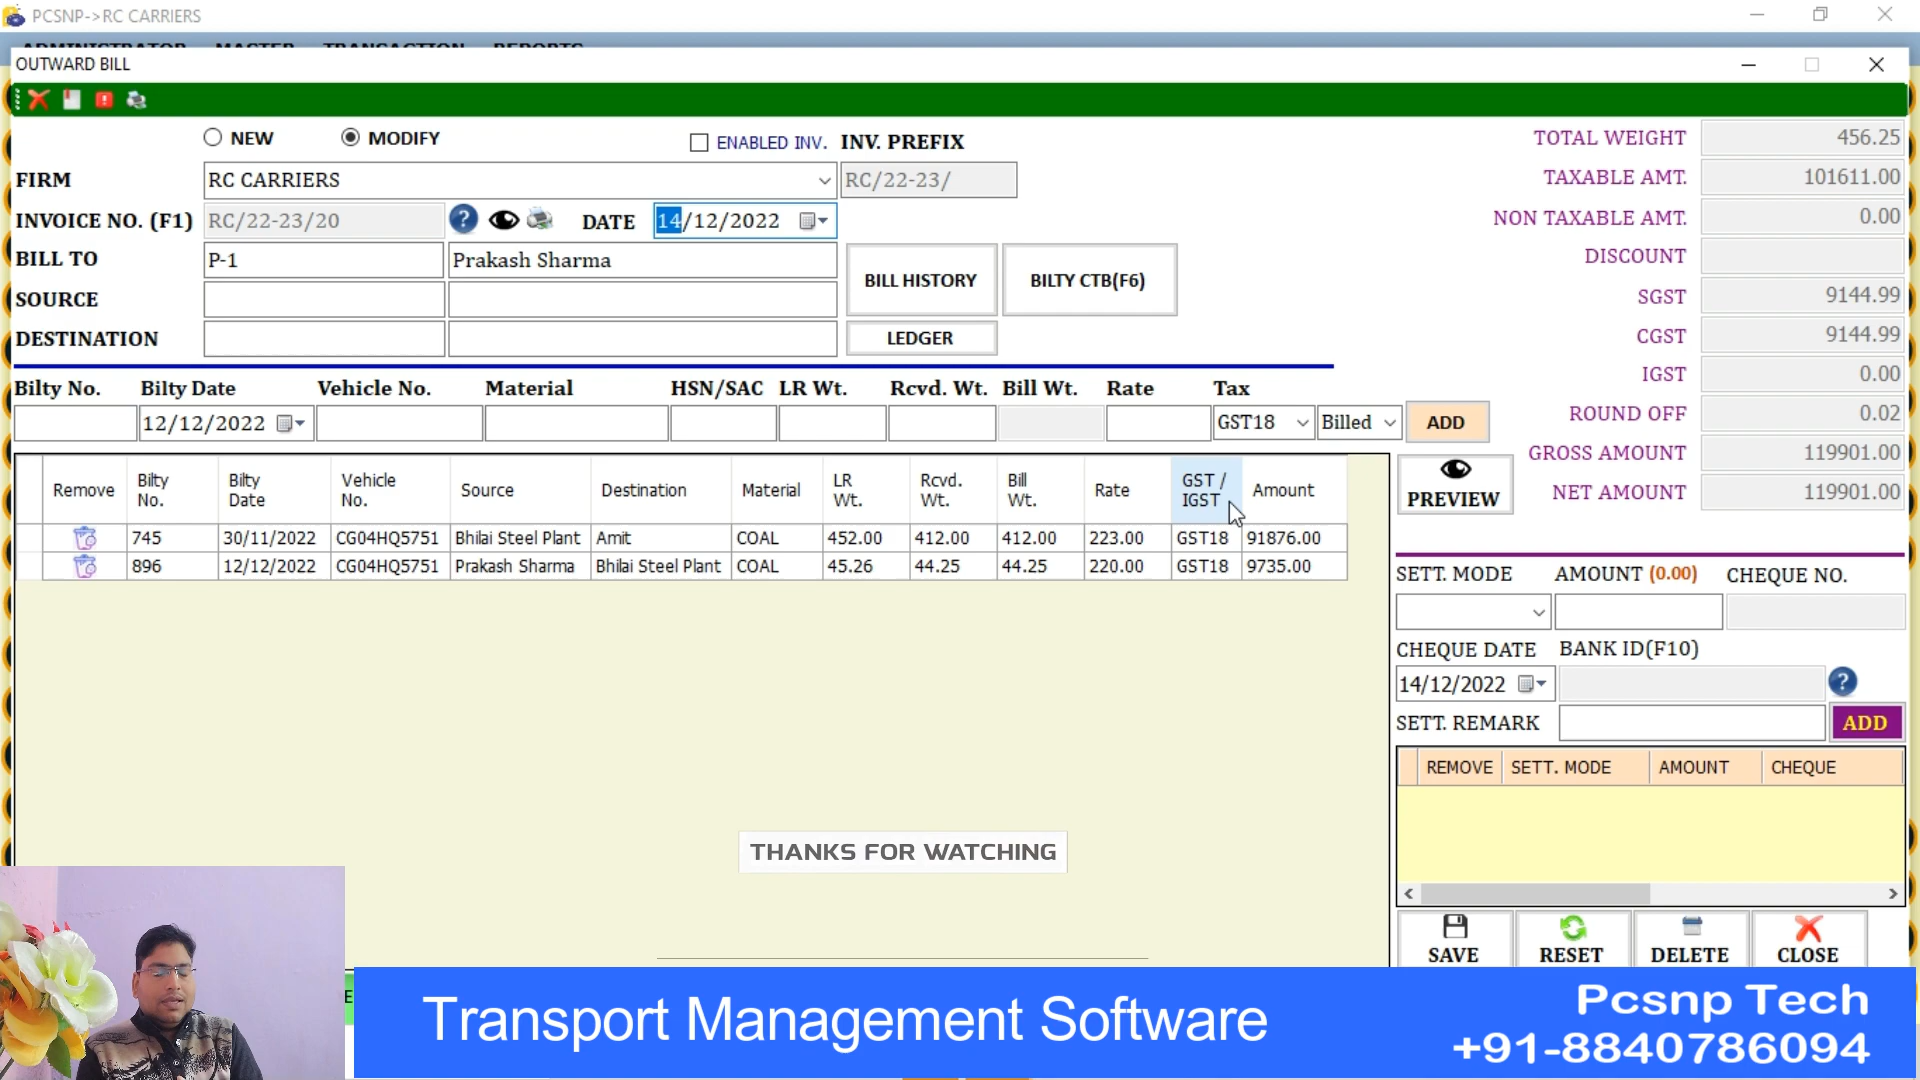 PCSNP->RC CARRIERS
ADMINISTRATOR MASTER TRANSACTION REPORTS
OUTWARD BILL
NEW MODIFY ENABLED INV. INV. PREFIX
FIRM RC CARRIERS RC/22-23/
INVOICE NO. (F1) RC/22-23/20 ? DATE 14/12/2022
BILL TO P-1 Prakash Sharma
SOURCE
DESTINATION
BILL HISTORY BILTY CTB(F6)
LEDGER
TOTAL WEIGHT 456.25
TAXABLE AMT. 101611.00
NON TAXABLE AMT. 0.00
DISCOUNT
SGST 9144.99
CGST 9144.99
IGST 0.00
ROUND OFF 0.02
GROSS AMOUNT 119901.00
NET AMOUNT 119901.00
Bilty No. Bilty Date Vehicle No. Material HSN/SAC LR Wt. Rcvd. Wt. Bill Wt. Rate Tax
12/12/2022 GST18 Billed ADD
PREVIEW
Remove Bilty No. Bilty Date Vehicle No. Source Destination Material LR Wt. Rcvd. Wt. Bill Wt. Rate GST / IGST Amount
745 30/11/2022 CG04HQ5751 Bhilai Steel Plant Amit COAL 452.00 412.00 412.00 223.00 GST18 91876.00
896 12/12/2022 CG04HQ5751 Prakash Sharma Bhilai Steel Plant COAL 45.26 44.25 44.25 220.00 GST18 9735.00
SETT. MODE AMOUNT (0.00) CHEQUE NO.
CHEQUE DATE BANK ID(F10)
14/12/2022 ?
SETT. REMARK ADD
REMOVE SETT. MODE AMOUNT CHEQUE
THANKS FOR WATCHING
SAVE RESET DELETE CLOSE
E
Transport Management Software
Pcsnp Tech
+91-8840786094